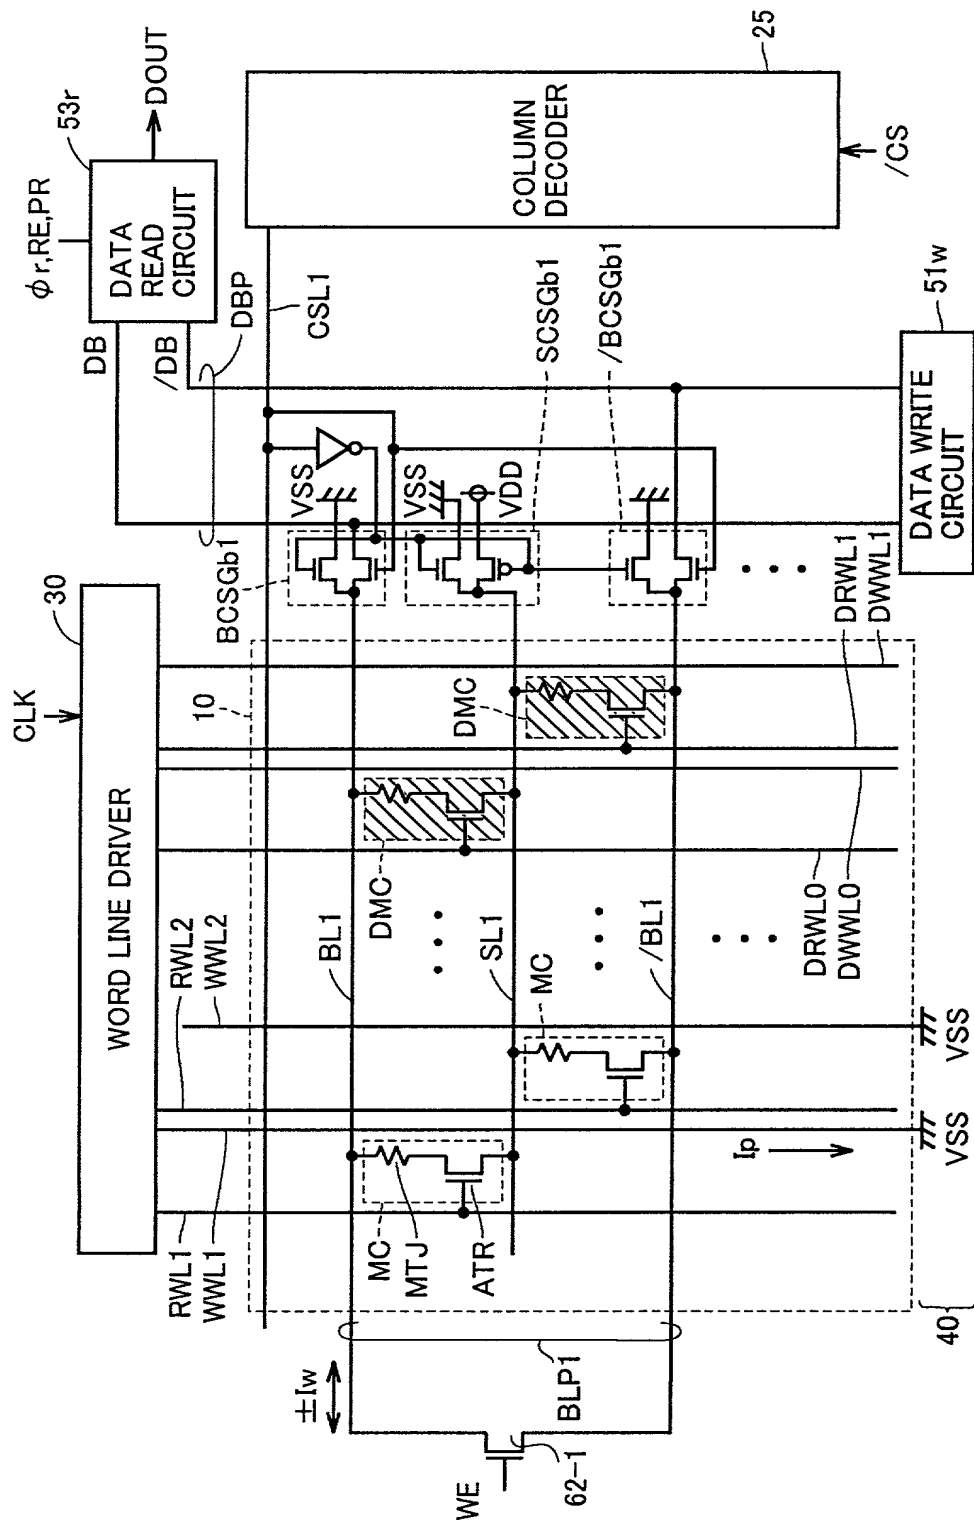 CLK
30
WORD LINE DRIVER
ϕr,RE,PR
53r
DATA
READ
CIRCUIT
DOUT
DB
/DB
DBP
CSL1
COLUMN
DECODER
25
/CS
RWL1
WWL1
RWL2
WWL2
10
BCSGb1
VSS
VSS
VDD
SCSGb1
/BCSGb1
±Iw
BL1
MC
MTJ
ATR
DMC
DMC
SL1
MC
/BL1
WE
62-1
BLP1
Ip
DRWL0
DWWL0
DRWL1
DWWL1
DATA WRITE
CIRCUIT
51w
40
VSS
VSS